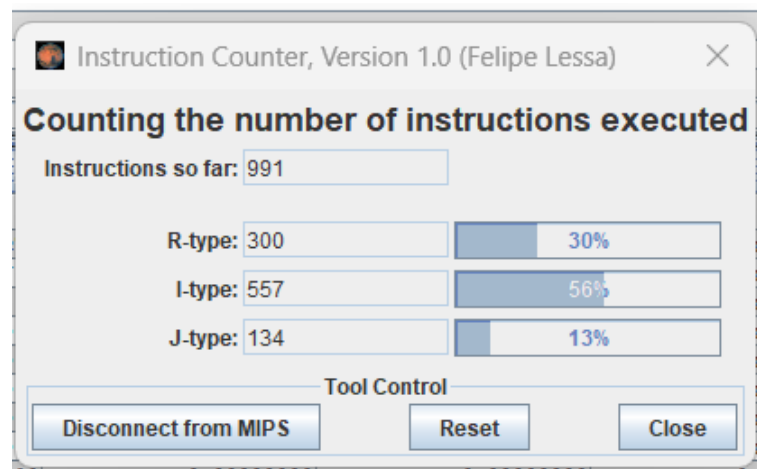 Instruction Counter, Version 1.0 (Felipe Lessa)
Counting the number of instructions executed
Instructions so far: 991
R-type: 300 30%
I-type: 557 56%
J-type: 134 13%
Tool Control
Disconnect from MIPS Reset Close